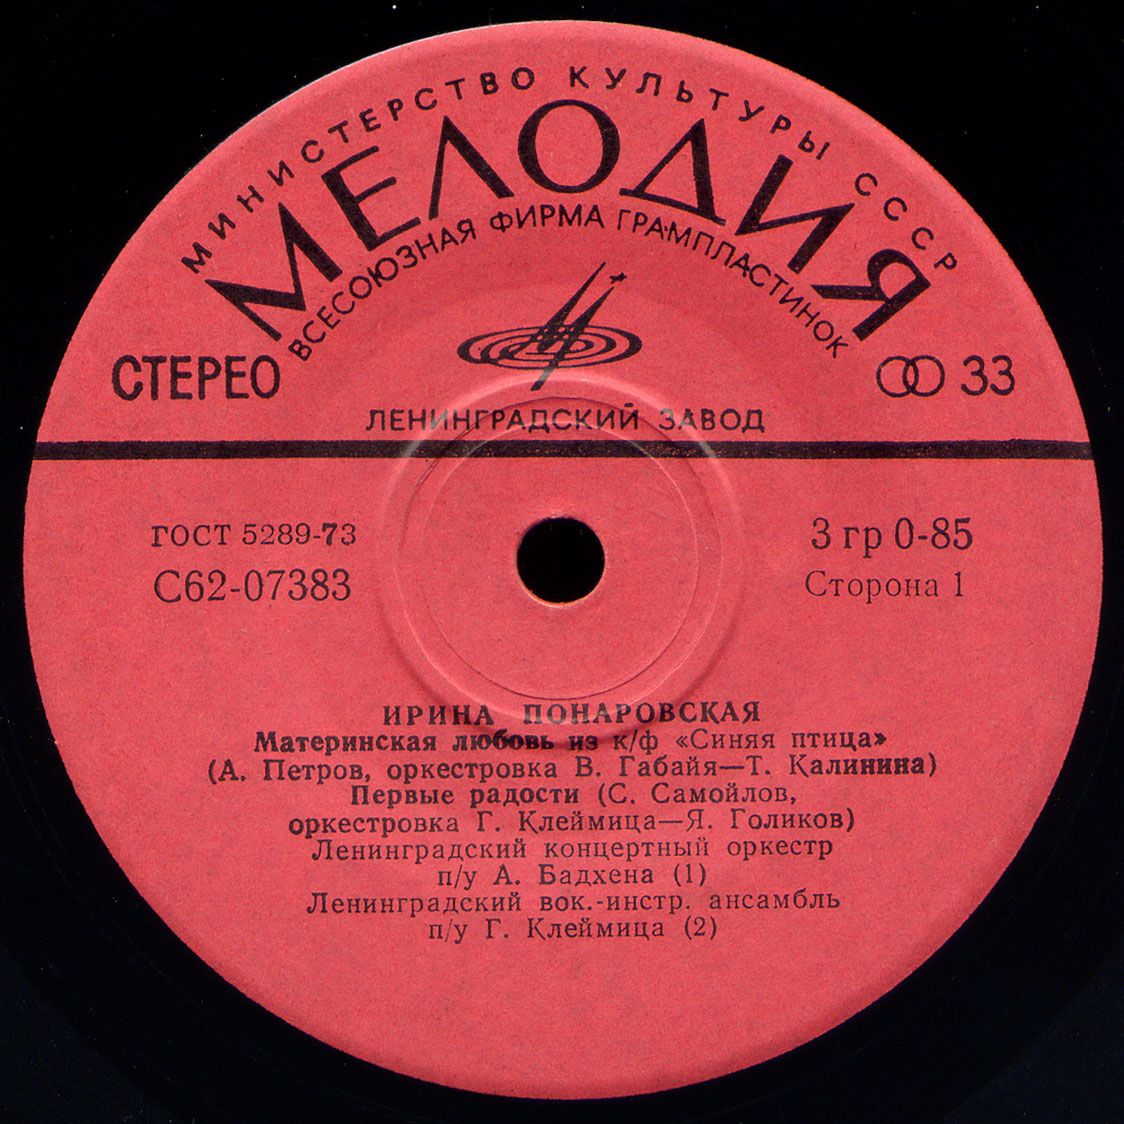 МИНИСТЕРСТВО КУЛЬТУРЫ СССР
МЕЛОДИЯ
ВСЕСОЮЗНАЯ ФИРМА ГРАМПЛАСТИНОК
СТЕРЕО
33
ЛЕНИНГРАДСКИЙ ЗАВОД
ГОСТ 5289-73
3 гр 0-85
С62-07383
Сторона 1
ИРИНА ПОНАРОВСКАЯ
Материнская любовь из к/ф «Синяя птица»
(А. Петров, оркестровка В. Габайя—Т. Калинина)
Первые радости (С. Самойлов,
оркестровка Г. Клеймица—Я. Голиков)
Ленинградский концертный оркестр
п/у А. Бадхена (1)
Ленинградский вок.-инстр. ансамбль
п/у Г. Клеймица (2)